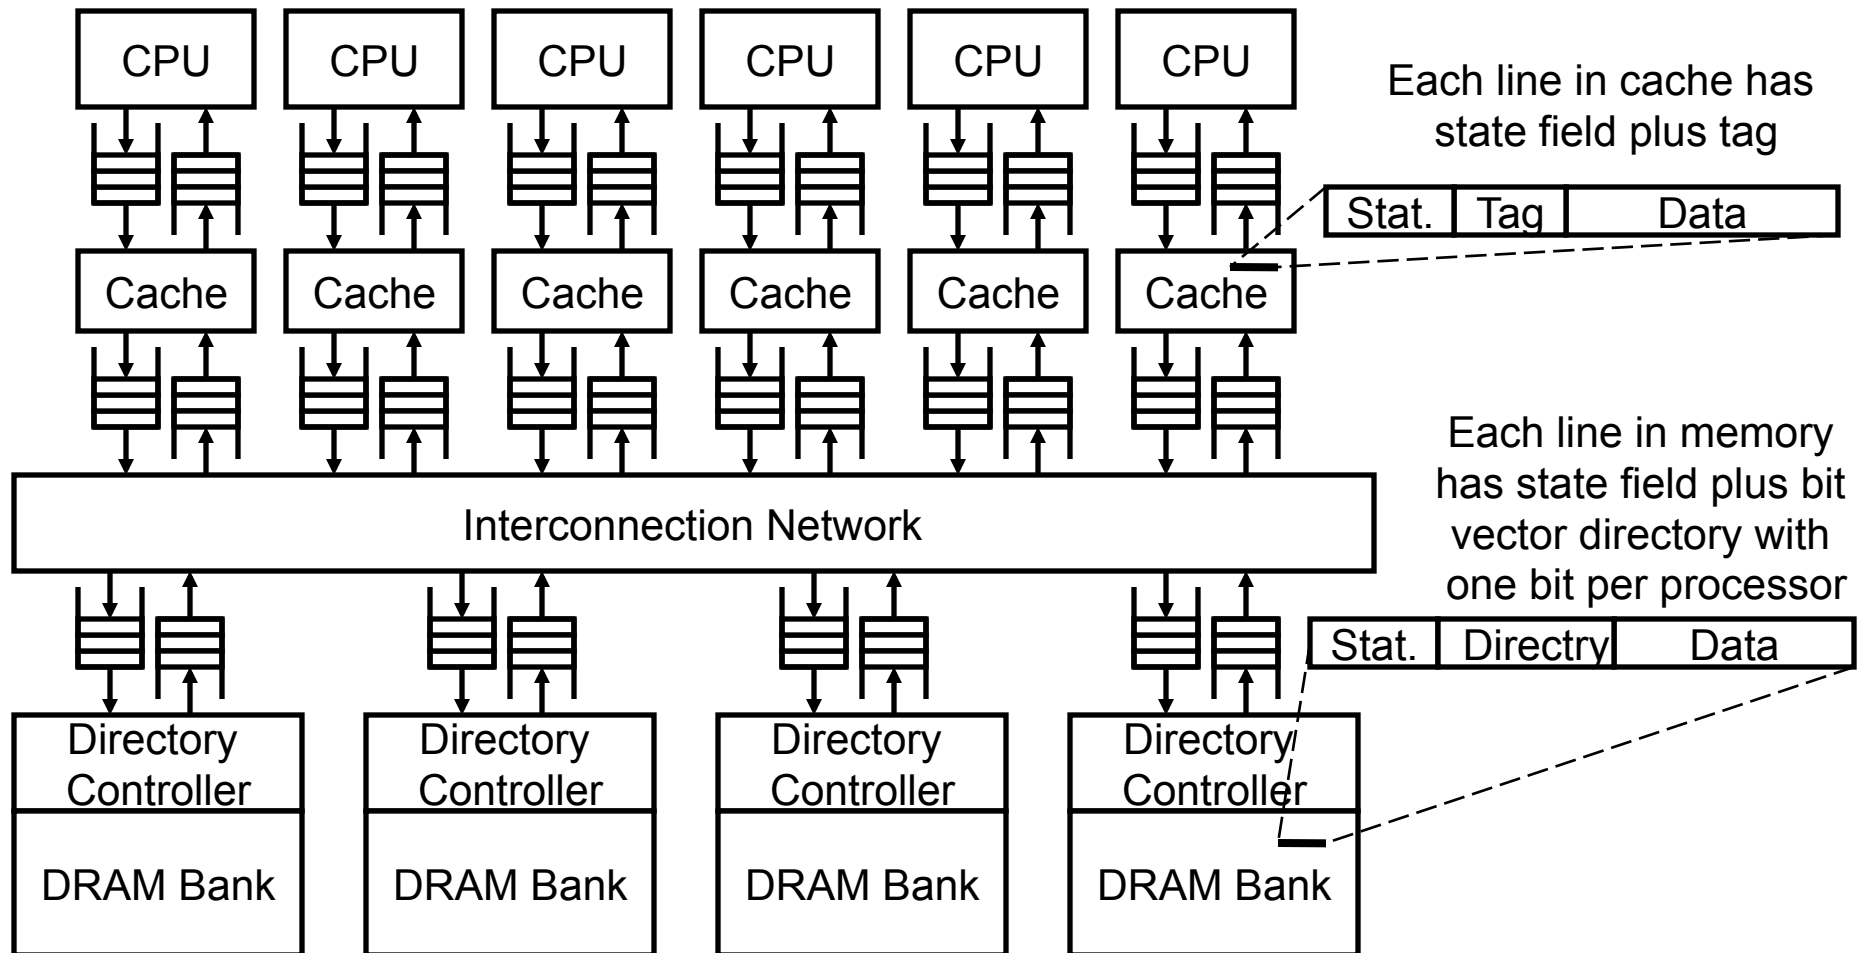 CPU CPU CPU CPU CPU CPU
Each line in cache has
state field plus tag
Stat. Tag Data
Cache Cache Cache Cache Cache Cache
Each line in memory
has state field plus bit
vector directory with
one bit per processor
Interconnection Network
Stat. Directry Data
Directory Directory Directory Directory
Controller Controller Controller Controller
DRAM Bank DRAM Bank DRAM Bank DRAM Bank